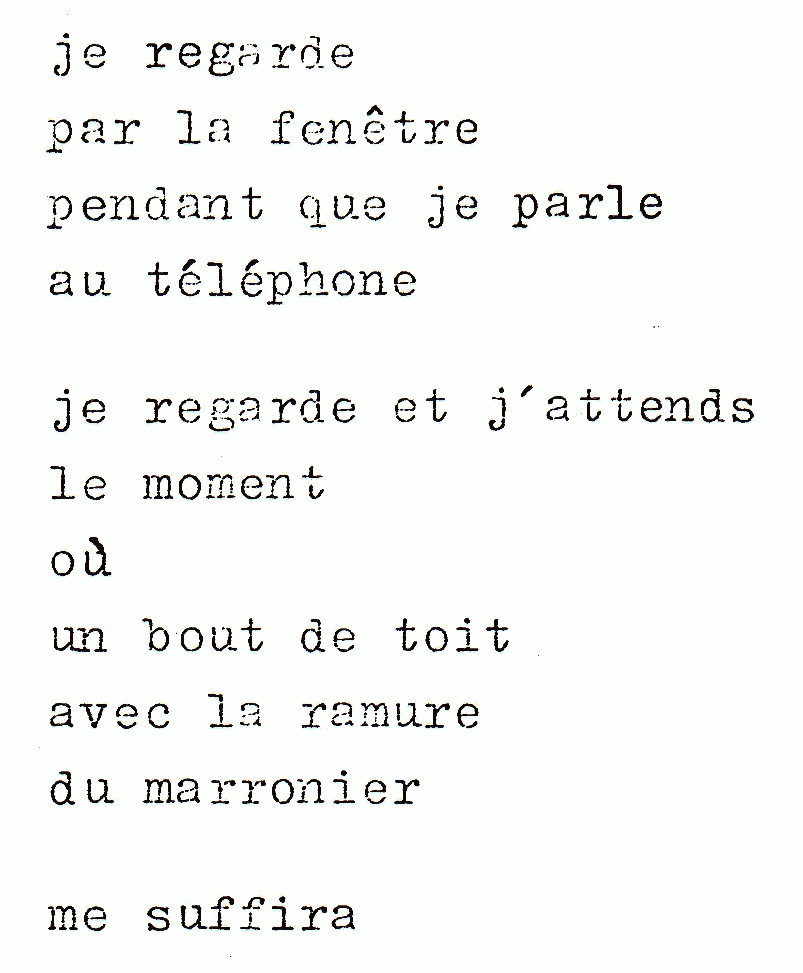 je regarde
par la fenêtre
pendant que je parle
au téléphone
je regarde et j'attends
le moment
où
un bout de toit
avec la ramure
du marronier
me suffira